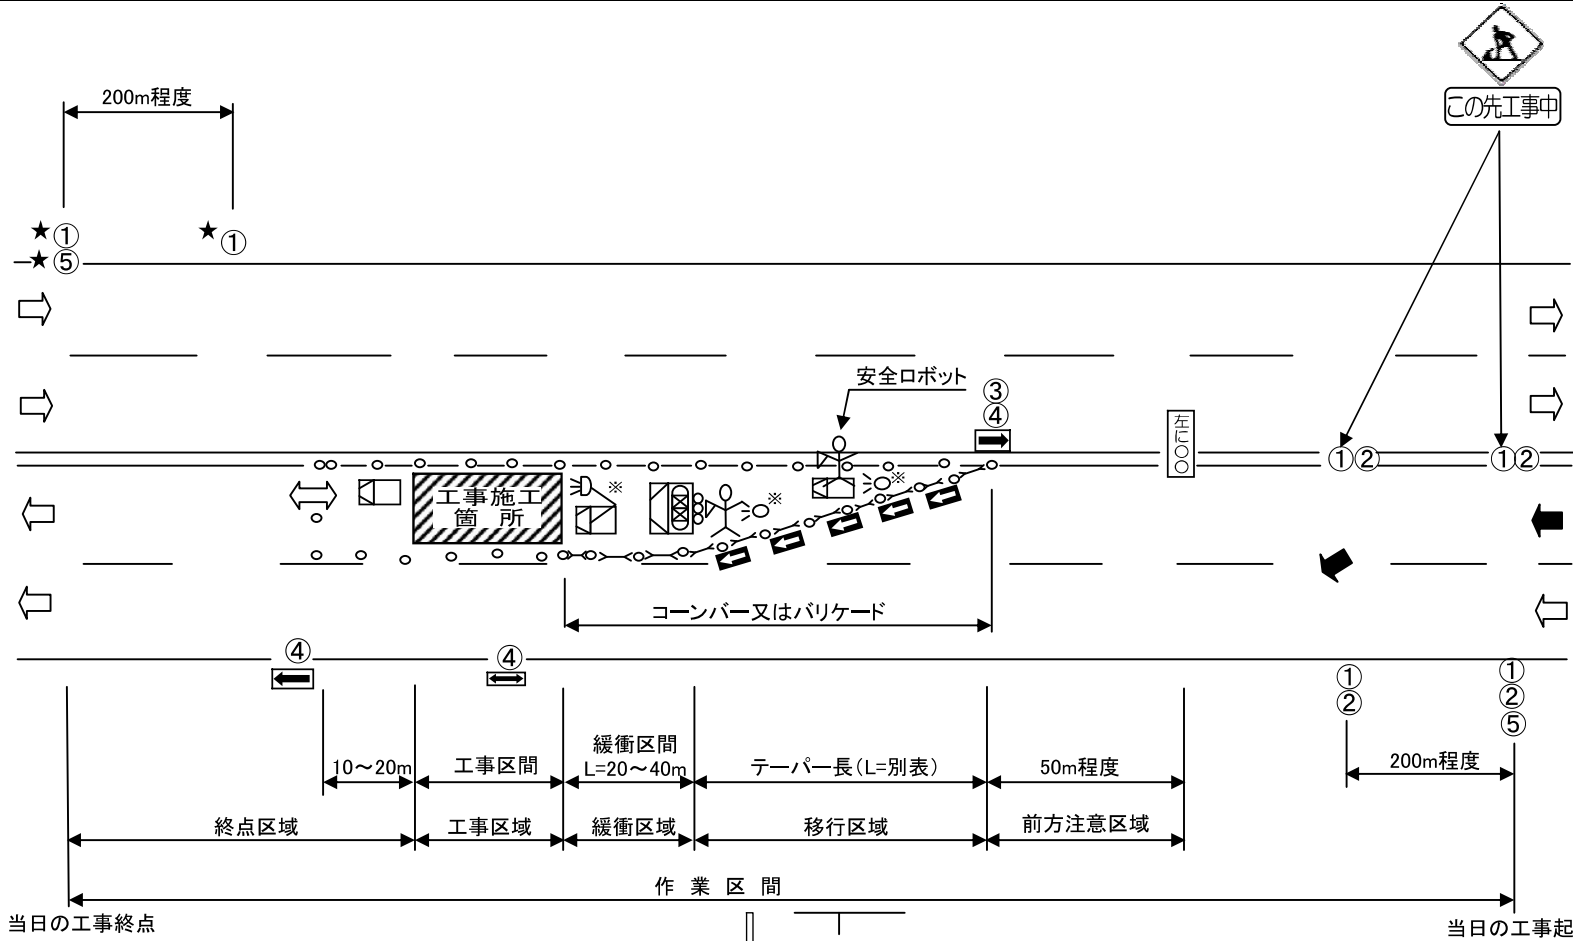 この先工事中
200m程度
★①
★⑤
★①
安全ロボット
③
④
左に○○
①②
①②
※
※
※
工事施工
箇所
コーンバー又はバリケード
④
④
①
②
①
②
⑤
10～20m
工事区間
緩衝区間
L=20～40m
テーパー長(L=別表)
50m程度
200m程度
終点区域
工事区域
緩衝区域
移行区域
前方注意区域
作業区間
当日の工事終点
当日の工事起